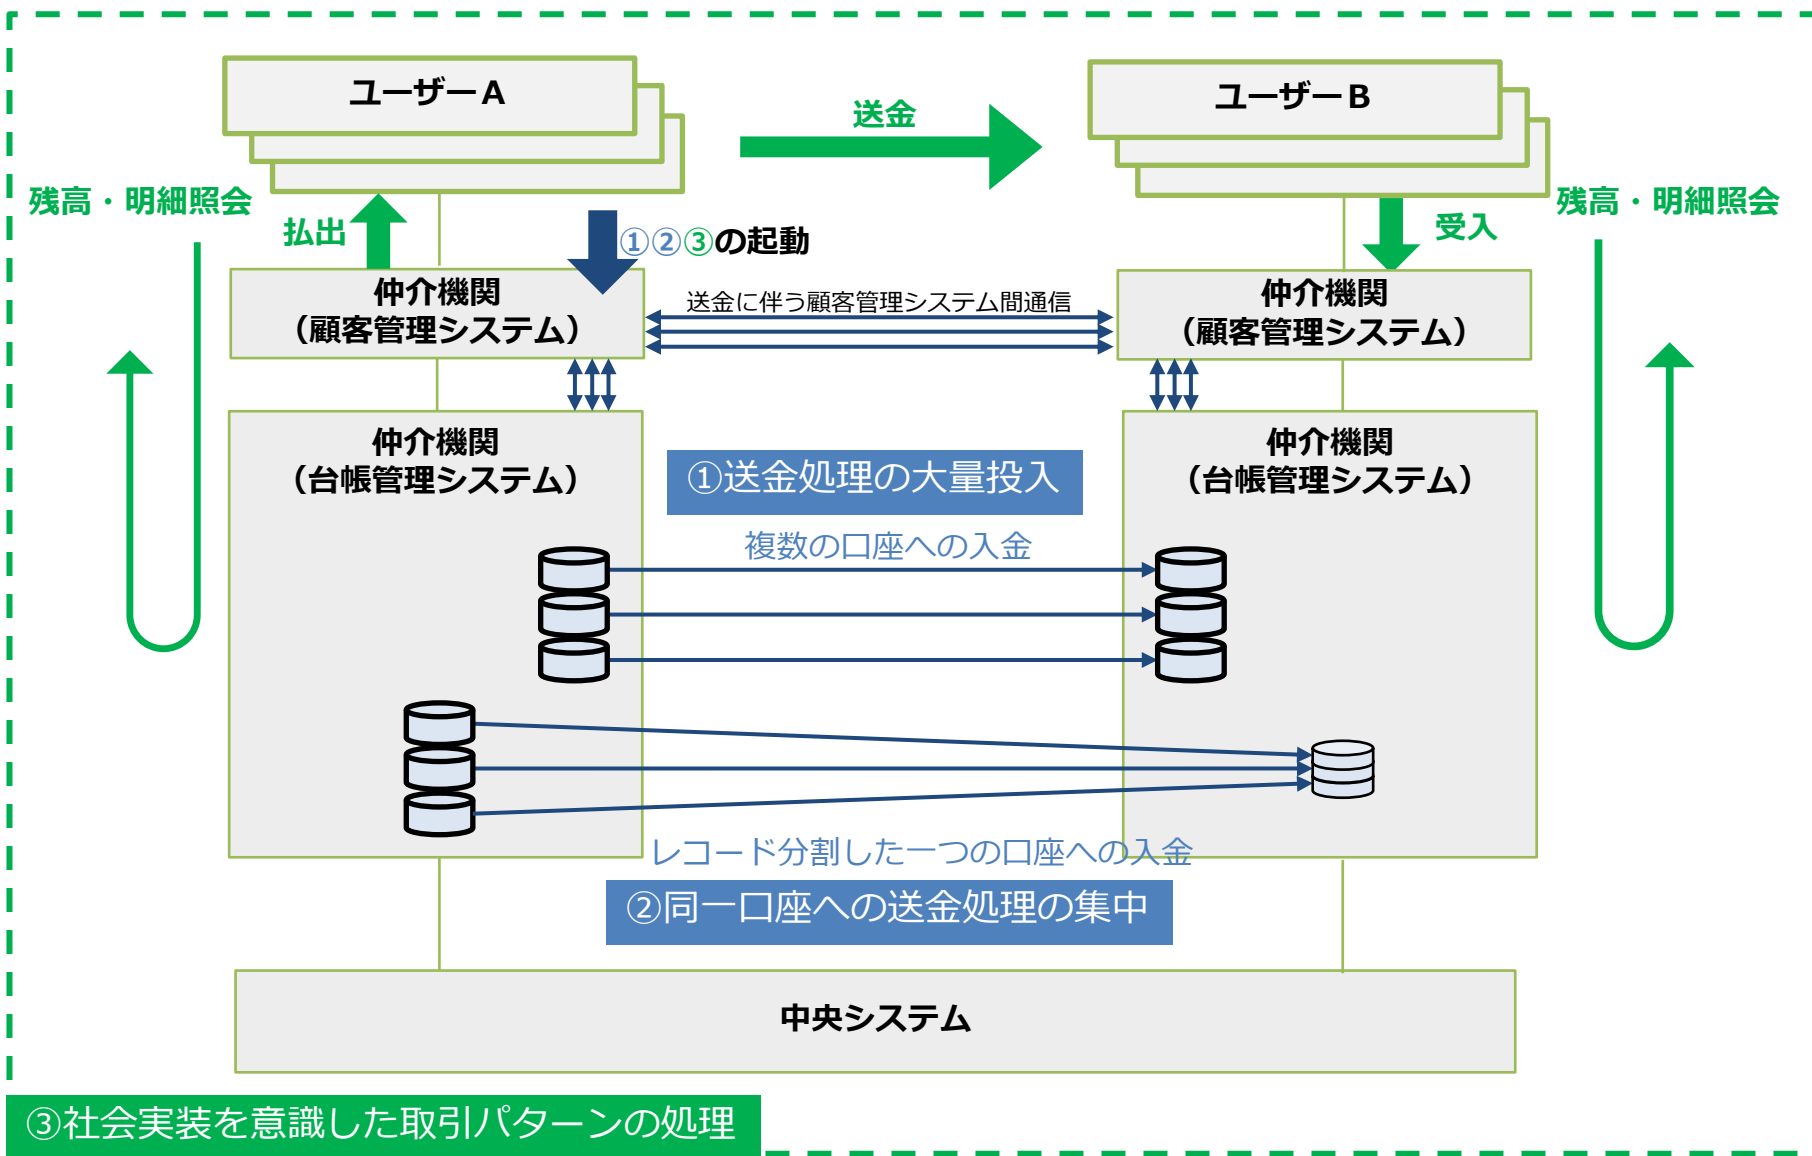 ユーザーA
ユーザーB
送金
残高・明細照会
残高・明細照会
払出
①②③の起動
受入
仲介機関
（顧客管理システム）
送金に伴う顧客管理システム間通信
仲介機関
（顧客管理システム）
仲介機関
（台帳管理システム）
①送金処理の大量投入
仲介機関
（台帳管理システム）
複数の口座への入金
レコード分割した一つの口座への入金
②同一口座への送金処理の集中
中央システム
③社会実装を意識した取引パターンの処理